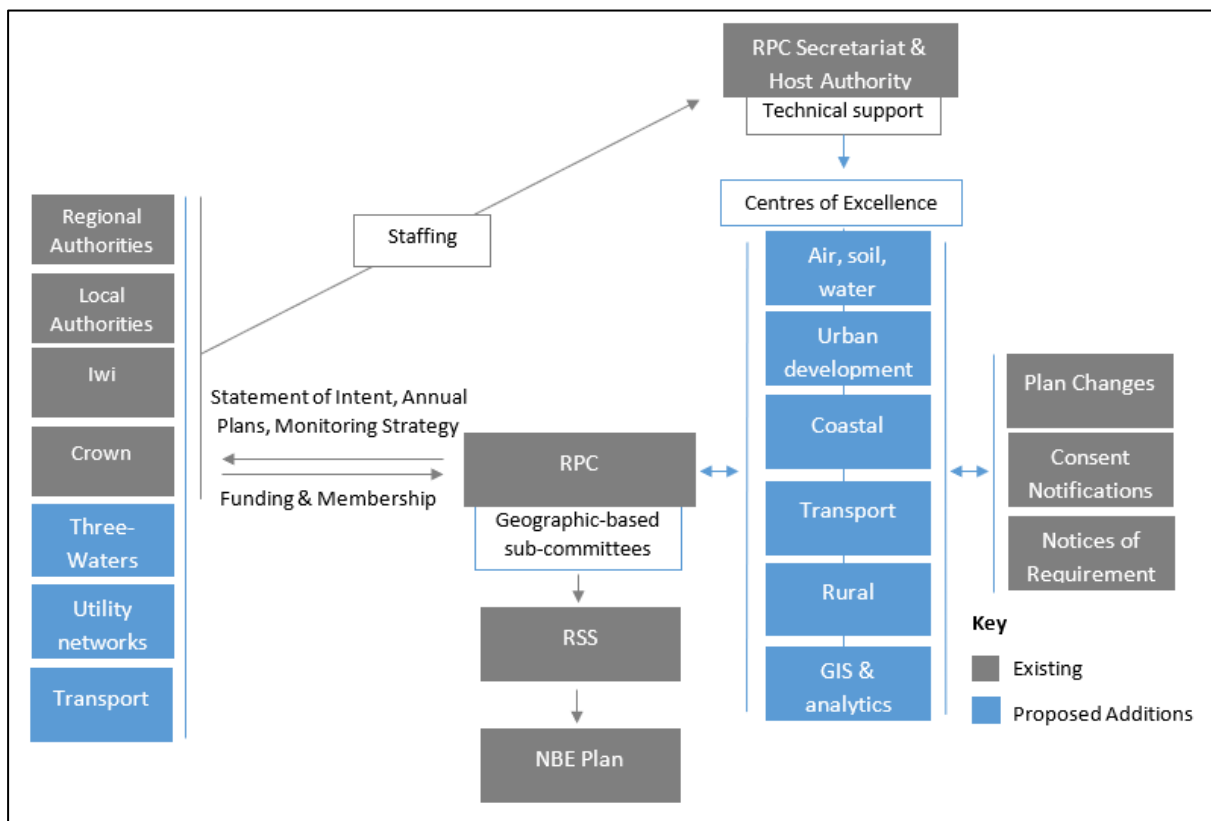 RPC Secretariat &
Host Authority
Technical support
Centres of Excellence
Regional
Authorities
Local
Authorities
Iwi
Crown
Three-
Waters
Utility
networks
Transport
Staffing
Statement of Intent, Annual
Plans, Monitoring Strategy
Funding & Membership
RPC
Geographic-based
sub-committees
RSS
NBE Plan
Air, soil,
water
Urban
development
Coastal
Transport
Rural
GIS &
analytics
Plan Changes
Consent
Notifications
Notices of
Requirement
Key
Existing
Proposed Additions